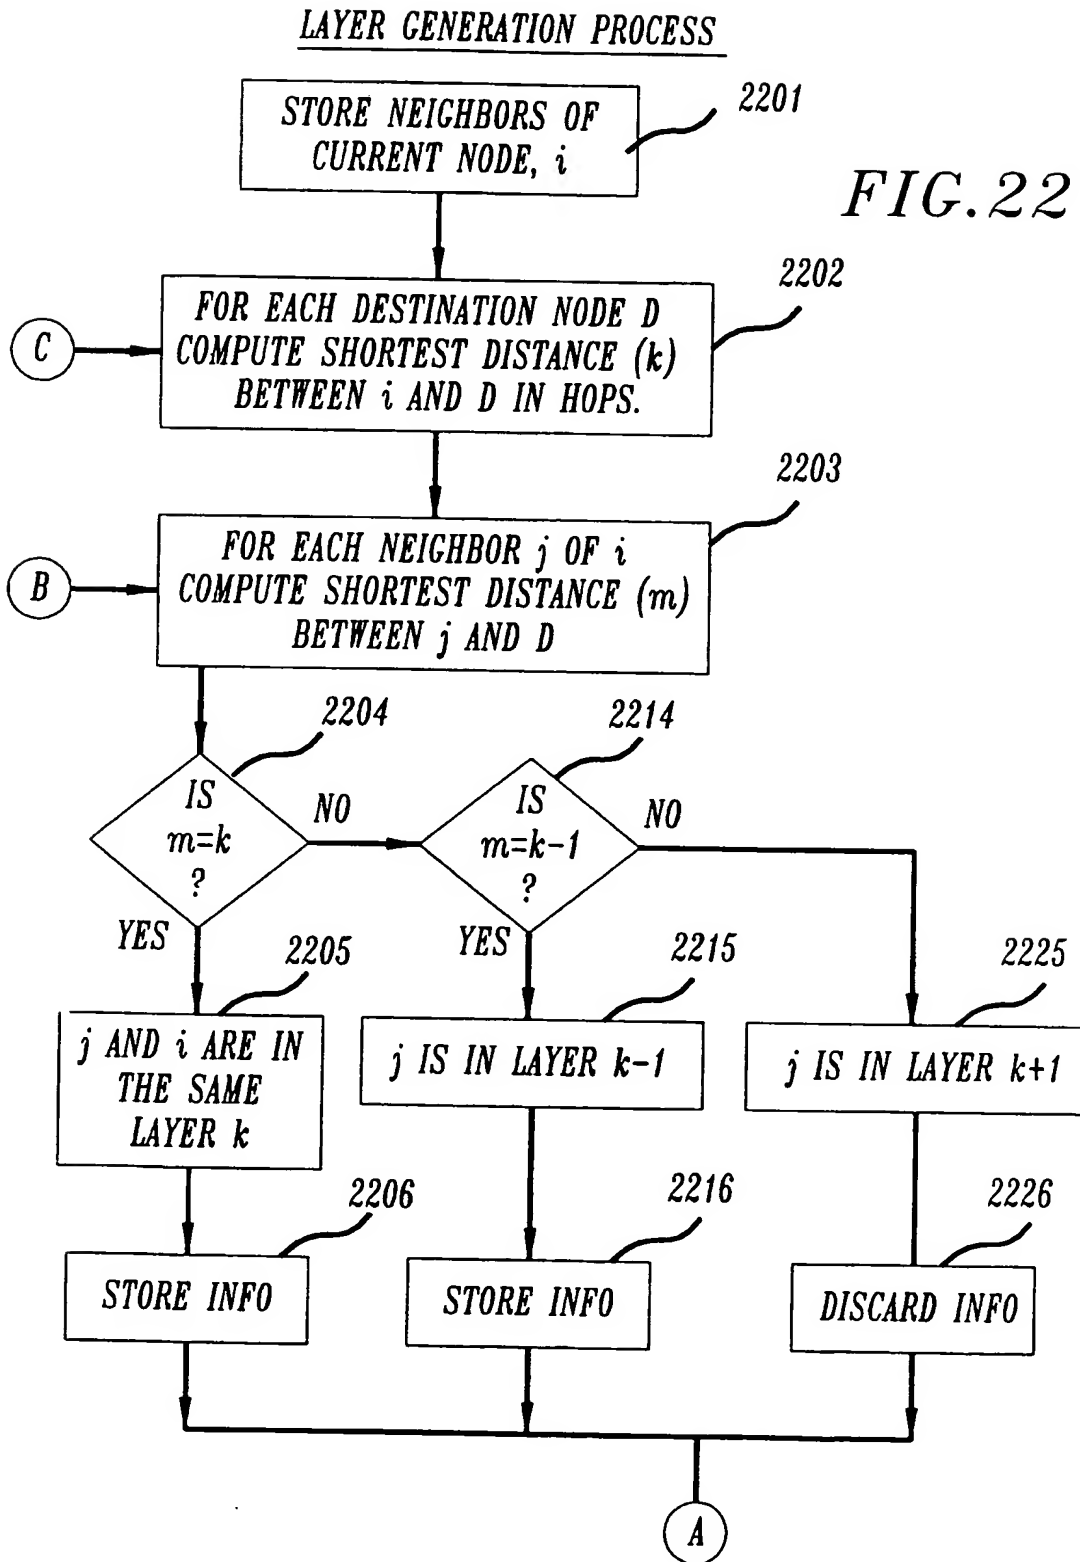 LAYER GENERATION PROCESS
STORE NEIGHBORS OF
CURRENT NODE, i
2201
FIG.22
FOR EACH DESTINATION NODE D
COMPUTE SHORTEST DISTANCE (k)
BETWEEN i AND D IN HOPS.
2202
C
FOR EACH NEIGHBOR j OF i
COMPUTE SHORTEST DISTANCE (m)
BETWEEN j AND D
2203
B
2204
IS
m=k
?
NO
YES
2214
IS
m=k-1
?
NO
YES
2205
j AND i ARE IN
THE SAME
LAYER k
2215
j IS IN LAYER k-1
2225
j IS IN LAYER k+1
2206
STORE INFO
2216
STORE INFO
2226
DISCARD INFO
A